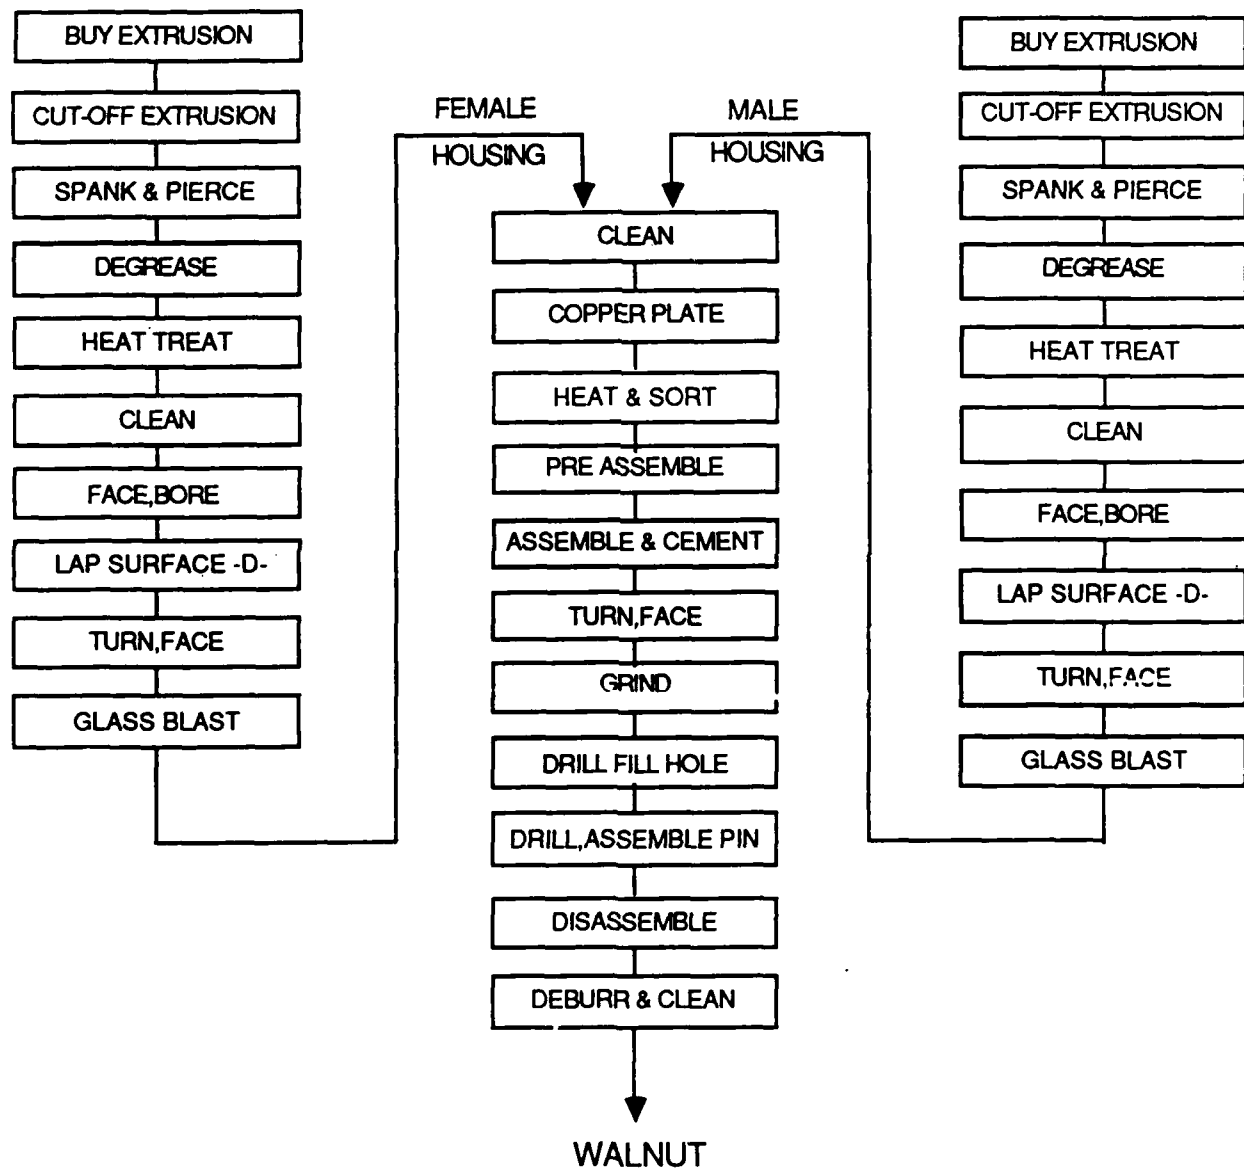 BUY EXTRUSION
CUT-OFF EXTRUSION
SPANK & PIERCE
DEGREASE
HEAT TREAT
CLEAN
FACE,BORE
LAP SURFACE -D-
TURN,FACE
GLASS BLAST
FEMALE
HOUSING
MALE
HOUSING
CLEAN
COPPER PLATE
HEAT & SORT
PRE ASSEMBLE
ASSEMBLE & CEMENT
TURN,FACE
GRIND
DRILL FILL HOLE
DRILL,ASSEMBLE PIN
DISASSEMBLE
DEBURR & CLEAN
WALNUT
BUY EXTRUSION
CUT-OFF EXTRUSION
SPANK & PIERCE
DEGREASE
HEAT TREAT
CLEAN
FACE,BORE
LAP SURFACE -D-
TURN,FACE
GLASS BLAST